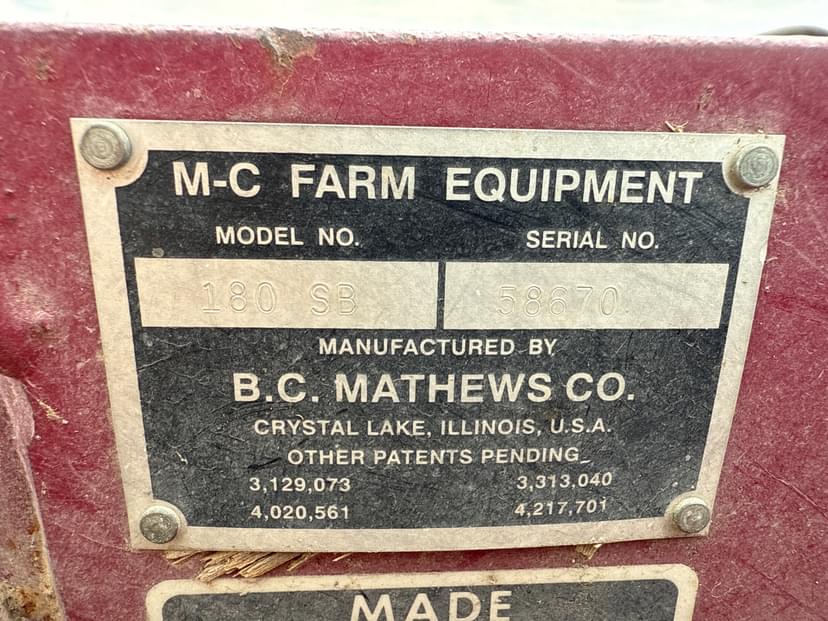 M-C FARM EQUIPMENT
MODEL NO. SERIAL NO.
180 SB 58670
MANUFACTURED BY
B.C. MATHEWS CO.
CRYSTAL LAKE, ILLINOIS, U.S.A.
OTHER PATENTS PENDING
3,129,073 3,313,040
4,020,561 4,217,701
MADE